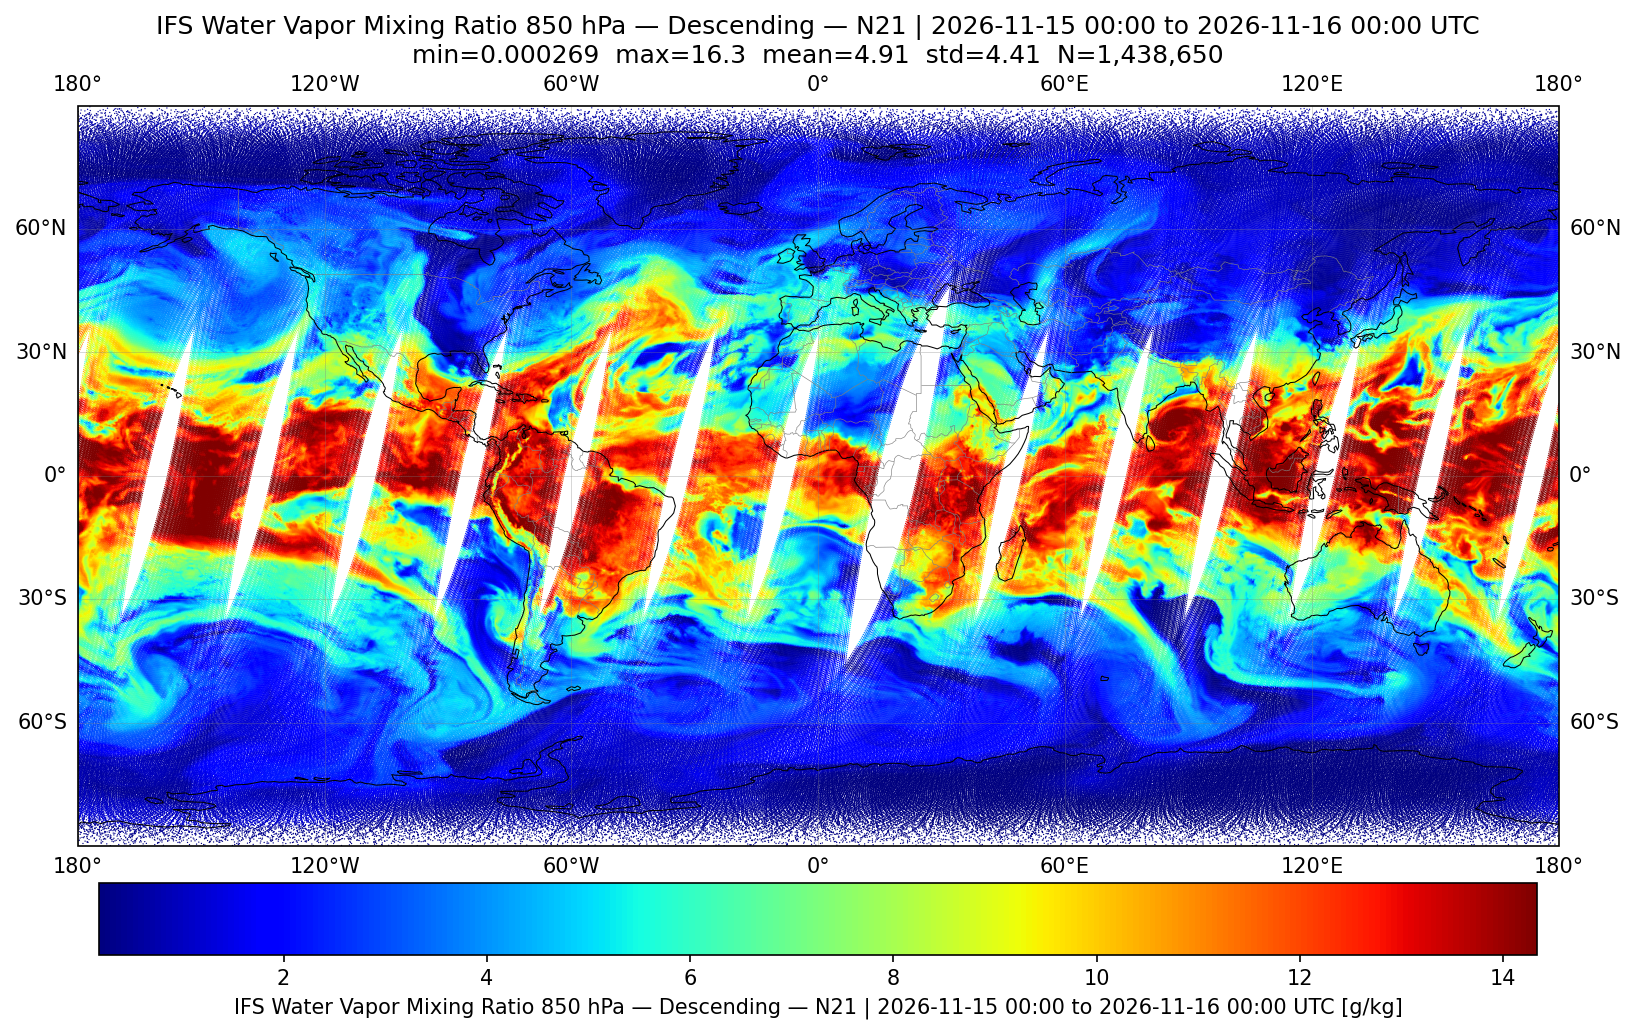 IFS Water Vapor Mixing Ratio 850 hPa — Descending — N21 | 2026-11-15 00:00 to 2026-11-16 00:00 UTC
min=0.000269  max=16.3  mean=4.91  std=4.41  N=1,438,650
180° 120°W 60°W 0° 60°E 120°E 180°
60°N 60°N
30°N 30°N
0° 0°
30°S 30°S
60°S 60°S
180° 120°W 60°W 0° 60°E 120°E 180°
2 4 6 8 10 12 14
IFS Water Vapor Mixing Ratio 850 hPa — Descending — N21 | 2026-11-15 00:00 to 2026-11-16 00:00 UTC [g/kg]